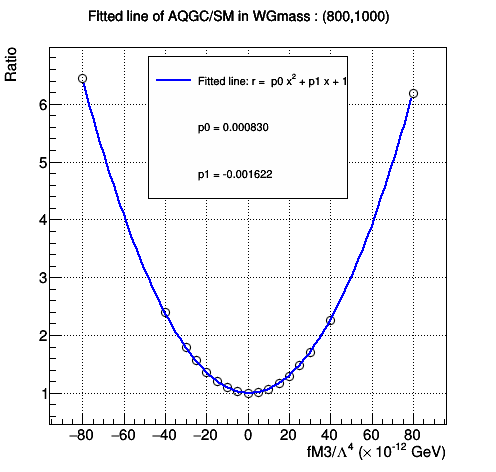 Fitted line of AQGC/SM in WGmass : (800,1000)
Ratio
Fitted line: r = p0 x² + p1 x + 1
p0 = 0.000830
p1 = -0.001622
6
5
4
3
2
1
−80 −60 −40 −20 0 20 40 60 80
fM3/Λ⁴ (× 10⁻¹² GeV)